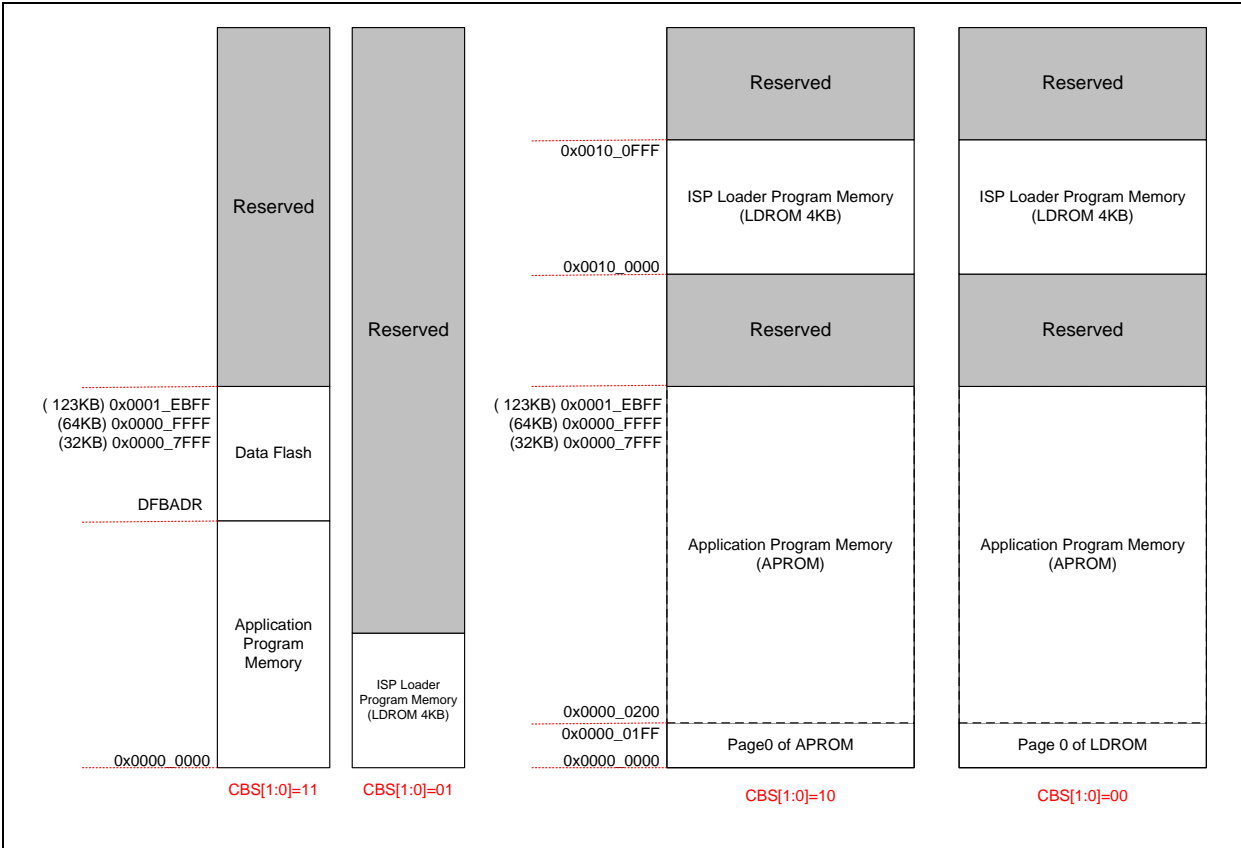 Reserved
( 123KB) 0x0001_EBFF
(64KB) 0x0000_FFFF
(32KB) 0x0000_7FFF
Data Flash
DFBADR
Application
Program
Memory
0x0000_0000
CBS[1:0]=11
Reserved
ISP Loader
Program Memory
(LDROM 4KB)
CBS[1:0]=01
Reserved
0x0010_0FFF
ISP Loader Program Memory
(LDROM 4KB)
0x0010_0000
Reserved
( 123KB) 0x0001_EBFF
(64KB) 0x0000_FFFF
(32KB) 0x0000_7FFF
Application Program Memory
(APROM)
0x0000_0200
0x0000_01FF
Page0 of APROM
0x0000_0000
CBS[1:0]=10
Reserved
ISP Loader Program Memory
(LDROM 4KB)
Reserved
Application Program Memory
(APROM)
Page 0 of LDROM
CBS[1:0]=00